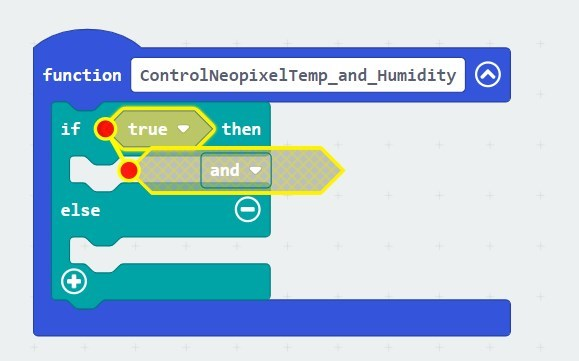 function ControlNeopixelTemp_and_Humidity
if true then
and
else